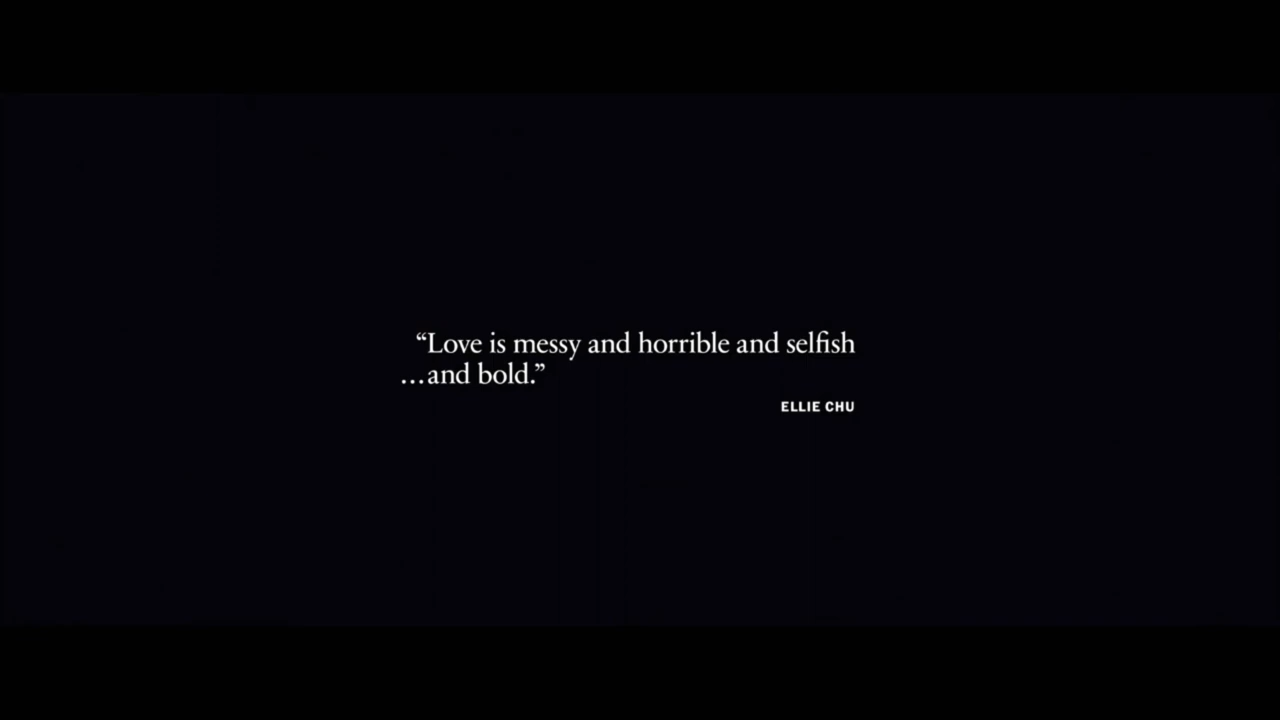 “Love is messy and horrible and selfish
…and bold.”
ELLIE CHU